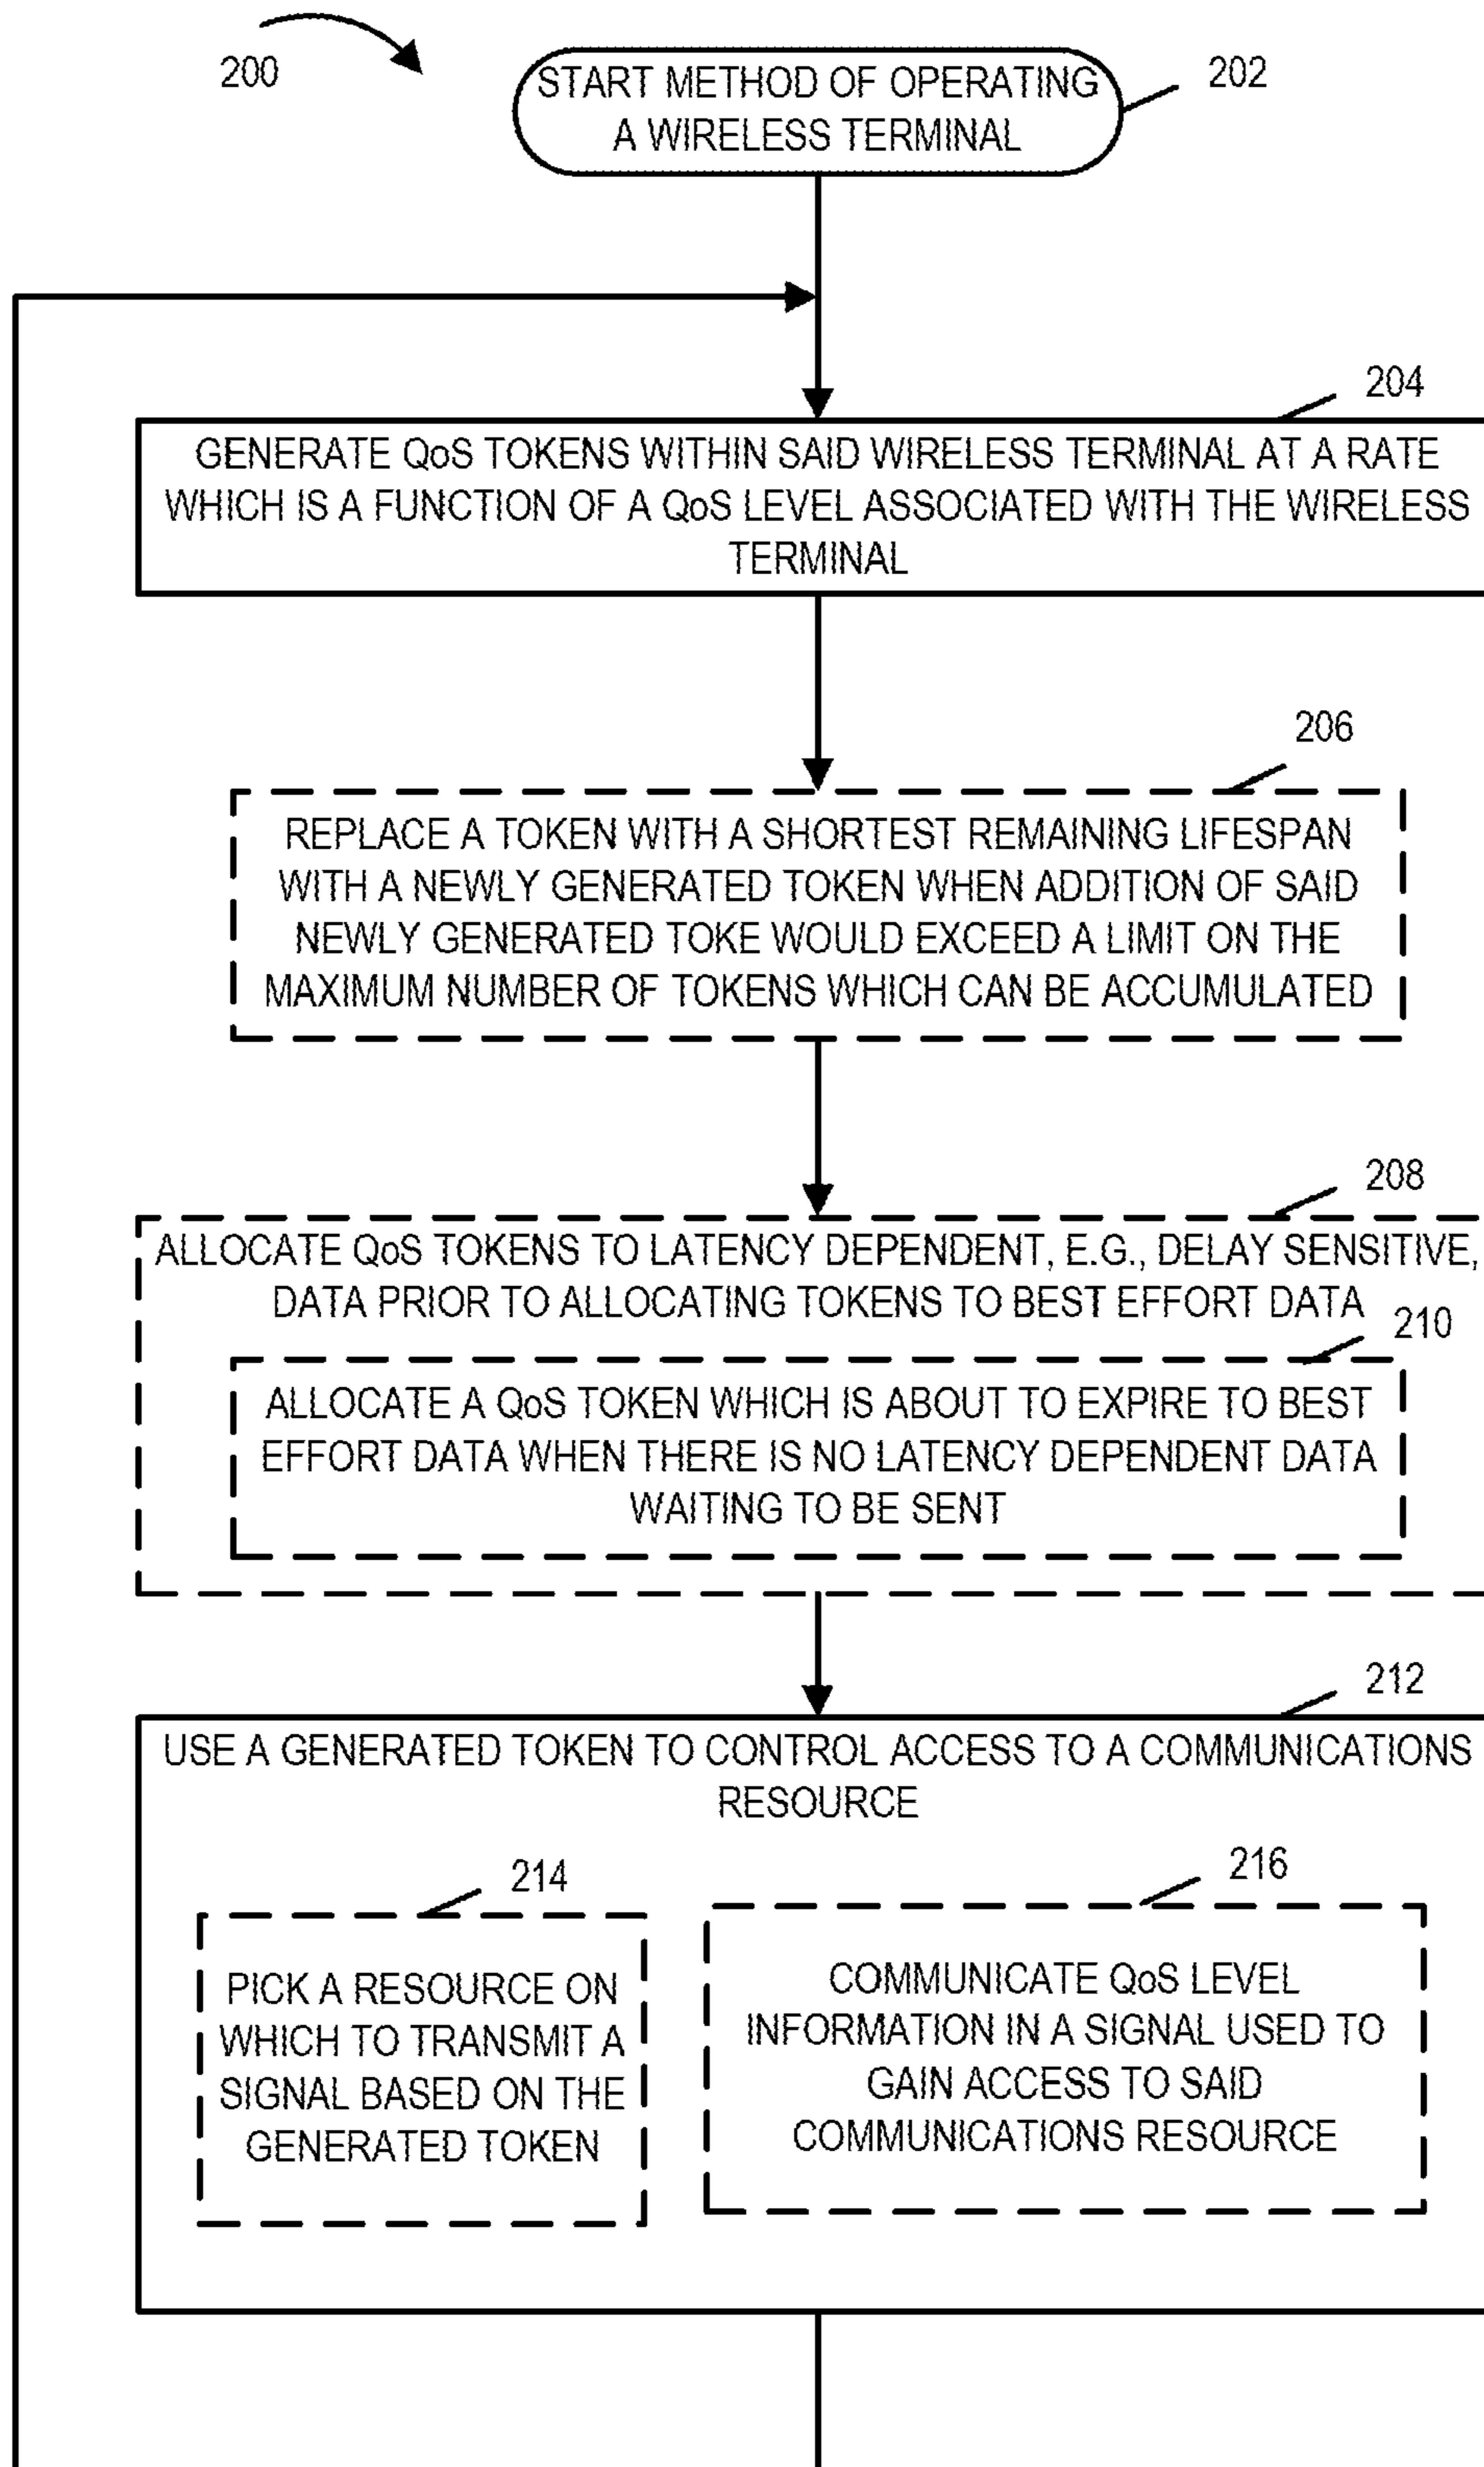 200
START METHOD OF OPERATING
A WIRELESS TERMINAL
202
204
GENERATE QoS TOKENS WITHIN SAID WIRELESS TERMINAL AT A RATE
WHICH IS A FUNCTION OF A QoS LEVEL ASSOCIATED WITH THE WIRELESS
TERMINAL
206
REPLACE A TOKEN WITH A SHORTEST REMAINING LIFESPAN
WITH A NEWLY GENERATED TOKEN WHEN ADDITION OF SAID
NEWLY GENERATED TOKE WOULD EXCEED A LIMIT ON THE
MAXIMUM NUMBER OF TOKENS WHICH CAN BE ACCUMULATED
208
ALLOCATE QoS TOKENS TO LATENCY DEPENDENT, E.G., DELAY SENSITIVE,
DATA PRIOR TO ALLOCATING TOKENS TO BEST EFFORT DATA
210
ALLOCATE A QoS TOKEN WHICH IS ABOUT TO EXPIRE TO BEST
EFFORT DATA WHEN THERE IS NO LATENCY DEPENDENT DATA
WAITING TO BE SENT
212
USE A GENERATED TOKEN TO CONTROL ACCESS TO A COMMUNICATIONS
RESOURCE
214
PICK A RESOURCE ON
WHICH TO TRANSMIT A
SIGNAL BASED ON THE
GENERATED TOKEN
216
COMMUNICATE QoS LEVEL
INFORMATION IN A SIGNAL USED TO
GAIN ACCESS TO SAID
COMMUNICATIONS RESOURCE